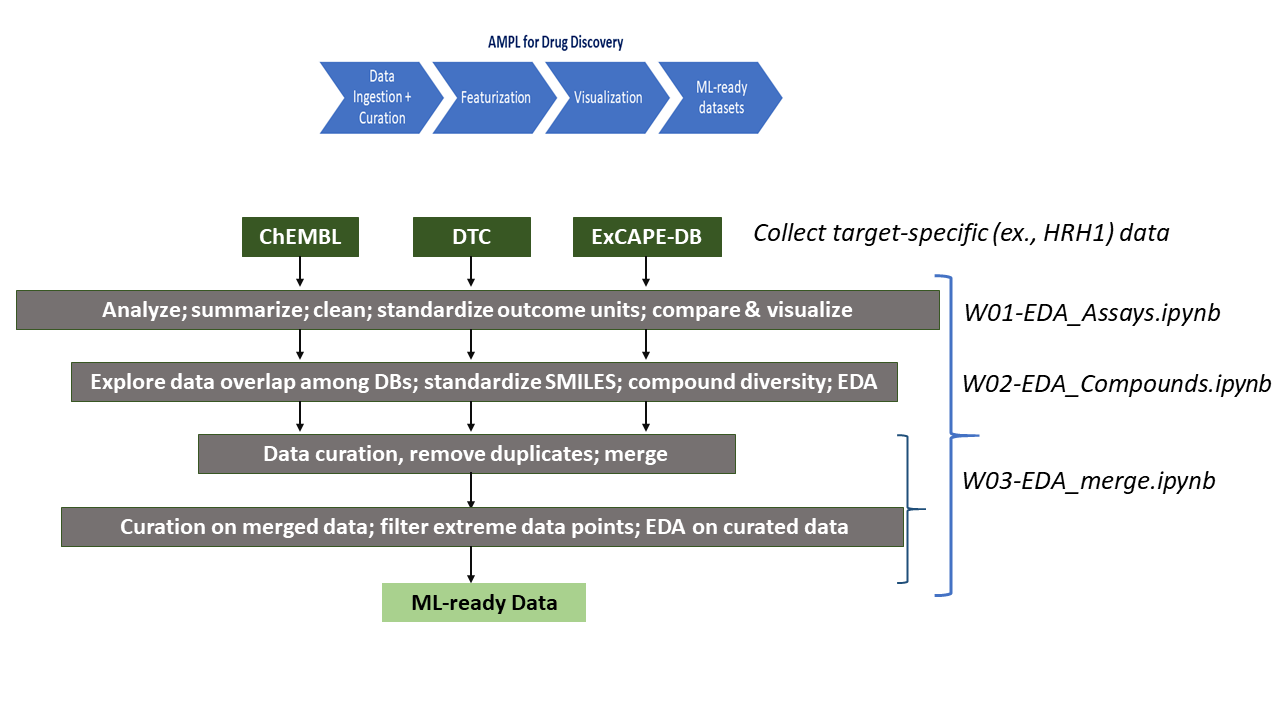 AMPL for Drug Discovery
Data
Ingestion +
Curation
Featurization
Visualization
ML-ready
datasets
ChEMBL
DTC
ExCAPE-DB
Collect target-specific (ex., HRH1) data
Analyze; summarize; clean; standardize outcome units; compare & visualize
W01-EDA_Assays.ipynb
Explore data overlap among DBs; standardize SMILES; compound diversity; EDA
W02-EDA_Compounds.ipynb
Data curation, remove duplicates; merge
W03-EDA_merge.ipynb
Curation on merged data; filter extreme data points; EDA on curated data
ML-ready Data